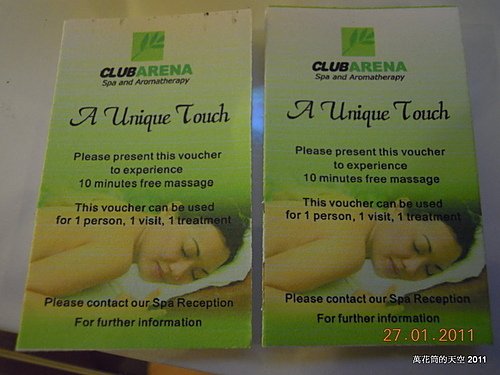 CLUBARENA
Spa and Aromatherapy
A Unique Touch
Please present this voucher
to experience
10 minutes free massage
This voucher can be used
for 1 person, 1 visit, 1 treatment
Please contact our Spa Reception
For further information
CLUBARENA
Spa and Aromatherapy
A Unique Touch
Please present this voucher
to experience
10 minutes free massage
This voucher can be used
for 1 person, 1 visit, 1 treatment
Please contact our Spa Reception
For further information
27.01.2011
萬花筒的天空 2011